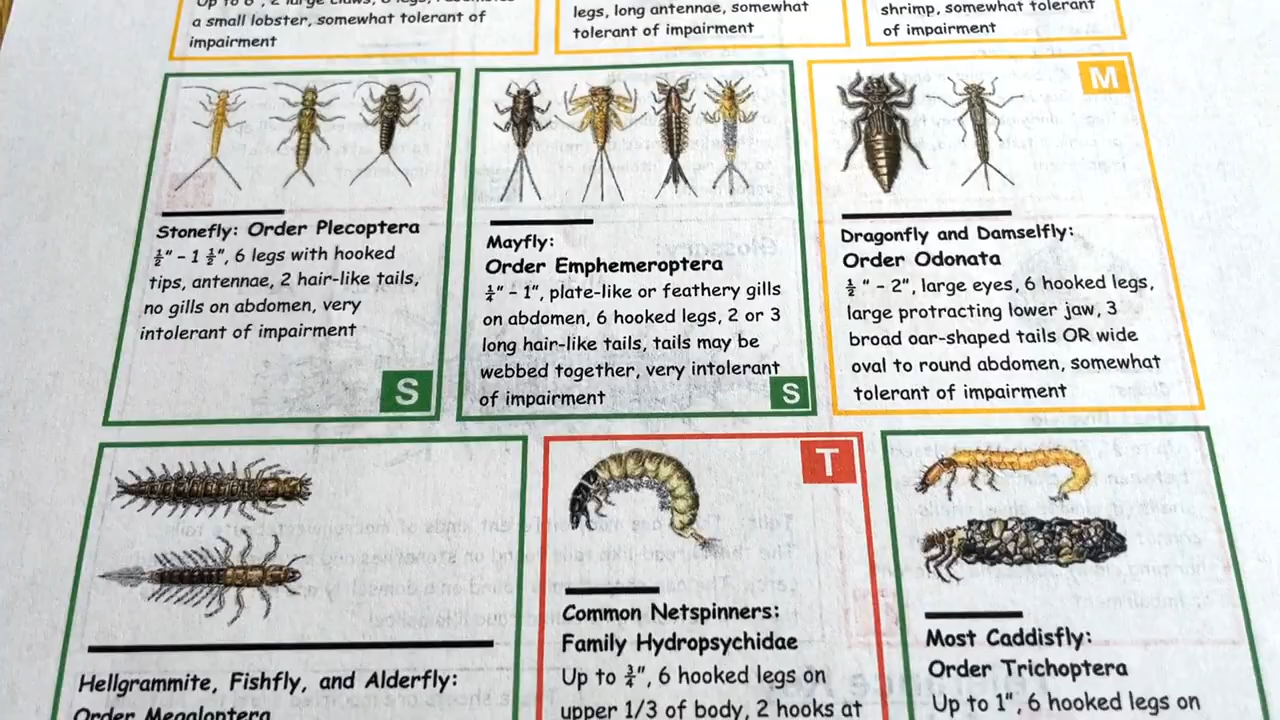 a small lobster, somewhat tolerant of
impairment
legs, long antennae, somewhat
tolerant of impairment
shrimp, somewhat tolerant
of impairment
Stonefly: Order Plecoptera
½" - 1 ½", 6 legs with hooked
tips, antennae, 2 hair-like tails,
no gills on abdomen, very
intolerant of impairment
S
Mayfly:
Order Emphemeroptera
¼" - 1", plate-like or feathery gills
on abdomen, 6 hooked legs, 2 or 3
long hair-like tails, tails may be
webbed together, very intolerant
of impairment
S
M
Dragonfly and Damselfly:
Order Odonata
½ " - 2", large eyes, 6 hooked legs,
large protracting lower jaw, 3
broad oar-shaped tails OR wide
oval to round abdomen, somewhat
tolerant of impairment
Hellgrammite, Fishfly, and Alderfly:
Order Megaloptera
T
Common Netspinners:
Family Hydropsychidae
Up to ¾", 6 hooked legs on
upper 1/3 of body, 2 hooks at
Most Caddisfly:
Order Trichoptera
Up to 1", 6 hooked legs on